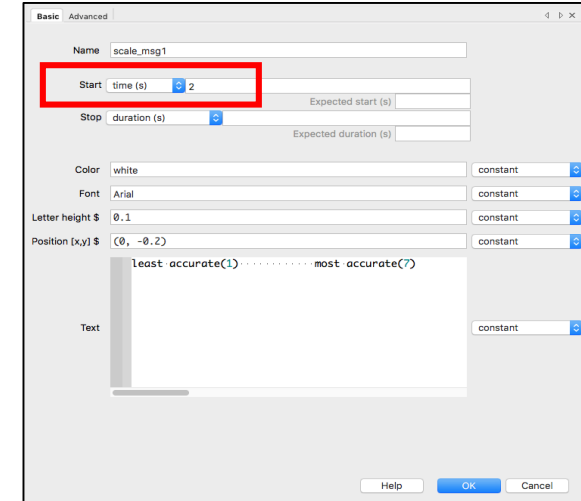 Basic Advanced
Name scale_msg1
Start time (s) 2
Expected start (s)
Stop duration (s)
Expected duration (s)
Color white constant
Font Arial constant
Letter height $ 0.1 constant
Position [x,y] $ (0, -0.2) constant
least·accurate(1)·············most·accurate(7)
Text constant
Help OK Cancel